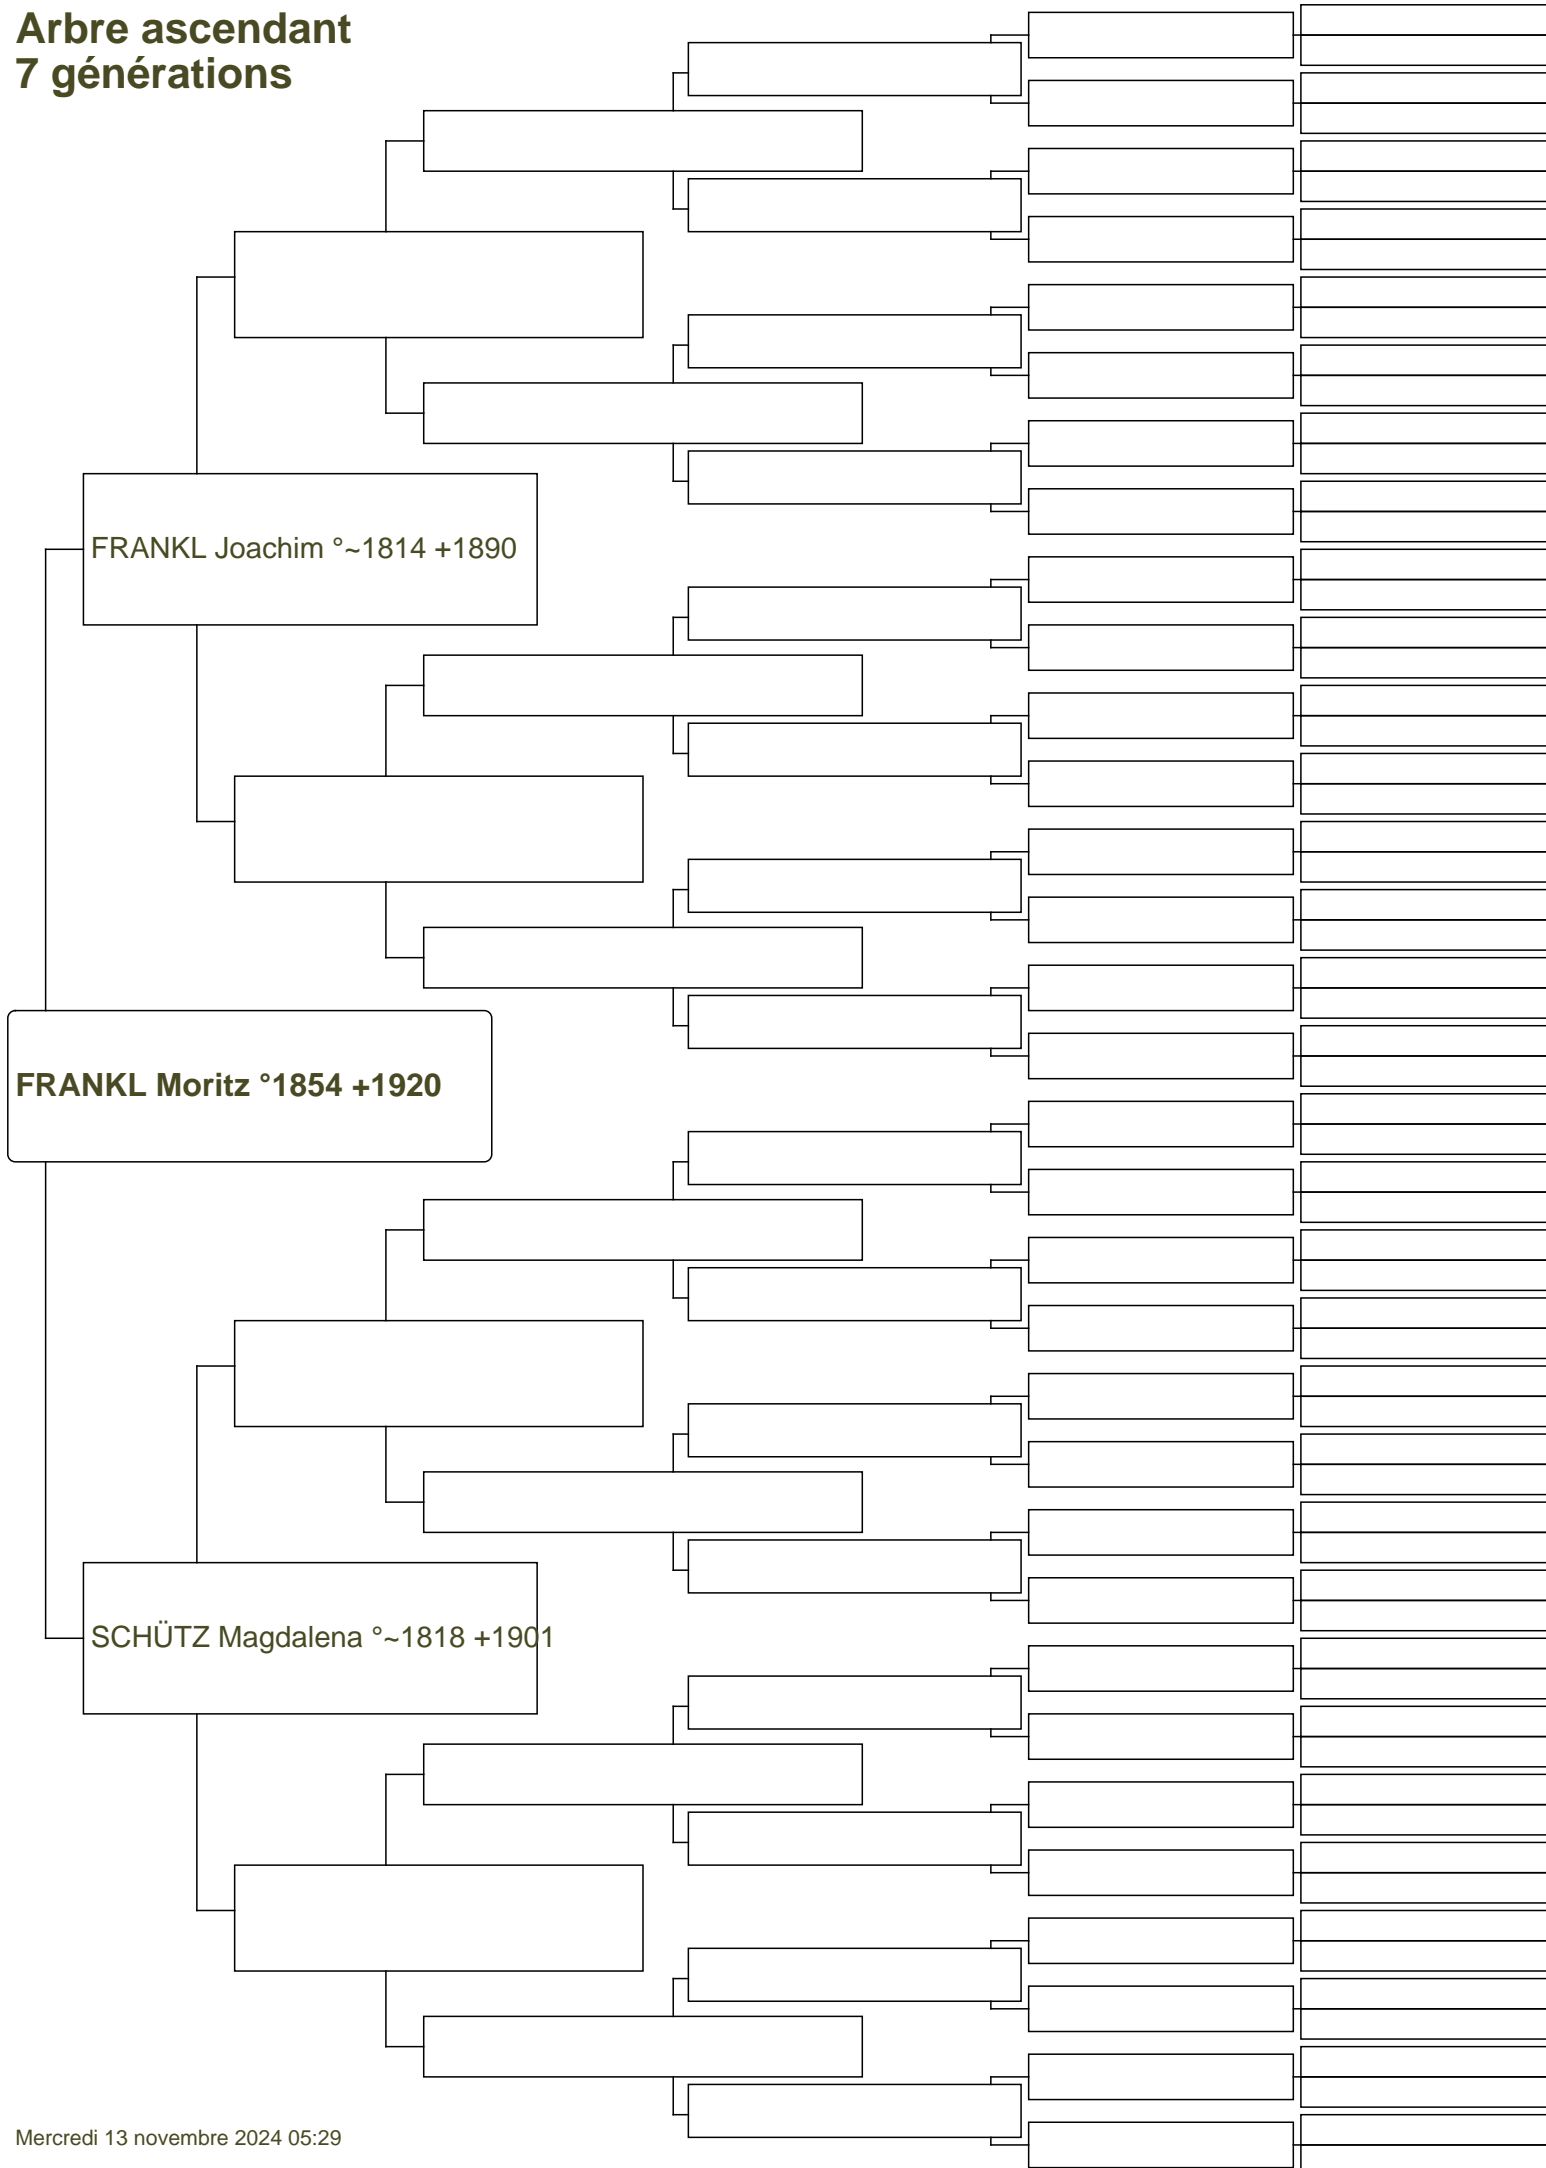 Arbre ascendant
7 générations
FRANKL Joachim °~1814 +1890
FRANKL Moritz °1854 +1920
SCHÜTZ Magdalena °~1818 +1901
Mercredi 13 novembre 2024 05:29